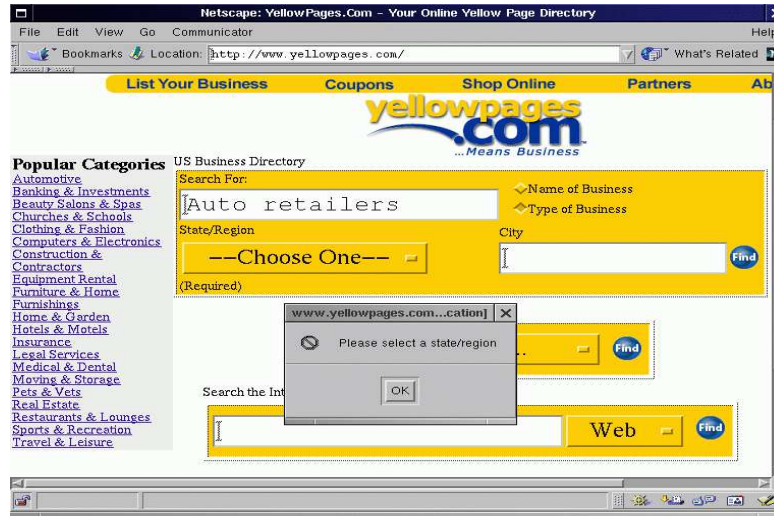 Netscape: YellowPages.Com - Your Online Yellow Page Directory
File Edit View Go Communicator Help
Bookmarks Location: http://www.yellowpages.com/ What's Related
List Your Business Coupons Shop Online Partners Ab
yellowpages
.com
...Means Business
Popular Categories
Automotive
Banking & Investments
Beauty Salons & Spas
Churches & Schools
Clothing & Fashion
Computers & Electronics
Construction &
Contractors
Equipment Rental
Furniture & Home
Furnishings
Home & Garden
Hotels & Motels
Insurance
Legal Services
Medical & Dental
Moving & Storage
Pets & Vets
Real Estate
Restaurants & Lounges
Sports & Recreation
Travel & Leisure
US Business Directory
Search For:
Auto retailers
Name of Business
Type of Business
State/Region
City
--Choose One--
Find
(Required)
www.yellowpages.com...cation]
Please select a state/region
OK
..
Find
Search the Int
Web
Find